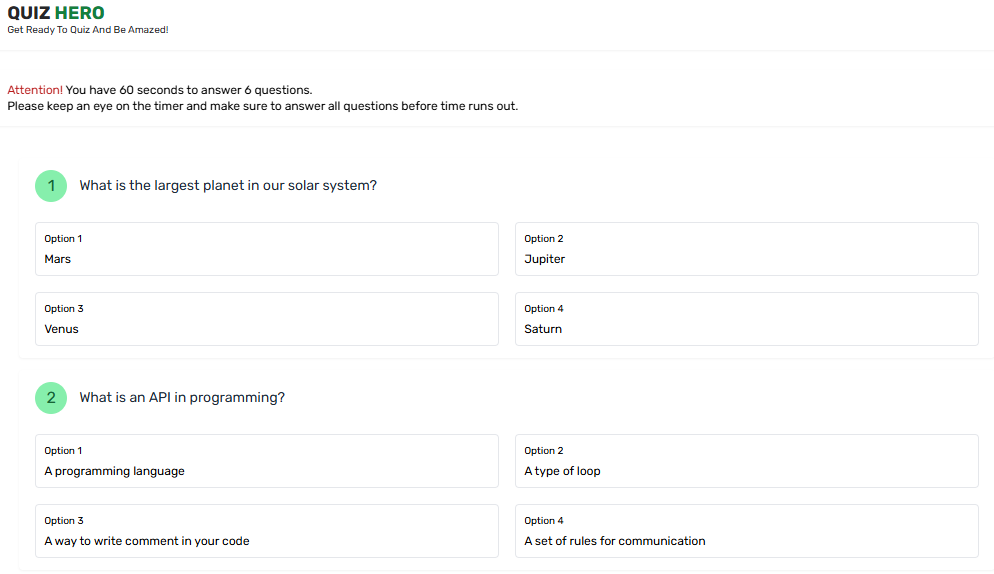 QUIZ HERO
Get Ready To Quiz And Be Amazed!
Attention! You have 60 seconds to answer 6 questions.
Please keep an eye on the timer and make sure to answer all questions before time runs out.
1 What is the largest planet in our solar system?
Option 1
Mars
Option 2
Jupiter
Option 3
Venus
Option 4
Saturn
2 What is an API in programming?
Option 1
A programming language
Option 2
A type of loop
Option 3
A way to write comment in your code
Option 4
A set of rules for communication